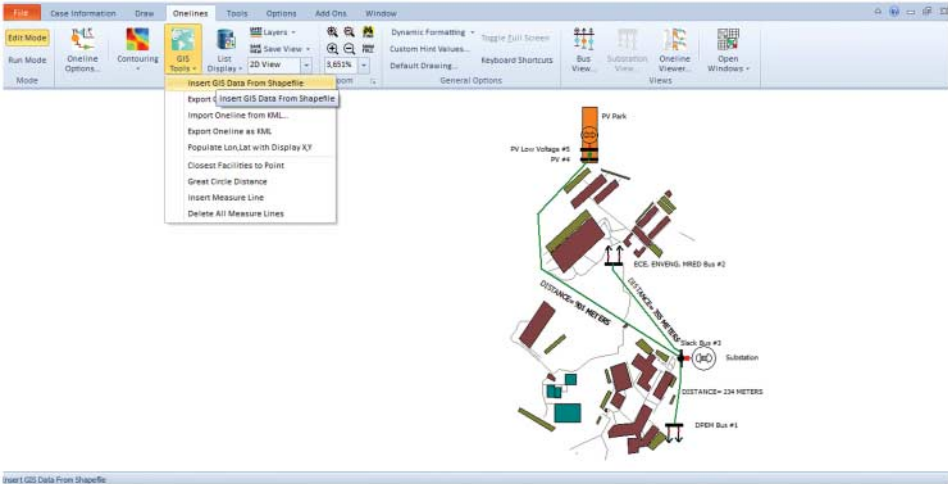 File Case Information Draw Onelines Tools Options Add Ons Window
Edit Mode
Run Mode
Mode
Oneline Options...
Contouring
GIS Tools
List Display
Layers
Save View
2D View
3,651%
Dynamic Formatting
Custom Hint Values...
Default Drawing...
Toggle Full Screen
Keyboard Shortcuts
General Options
Bus View...
Substation View...
Oneline Viewer...
Open Windows
Views
Insert GIS Data From Shapefile
Insert GIS Data From Shapefile
Import Oneline from KML...
Export Oneline as KML
Populate Lon,Lat with Display X,Y
Closest Facilities to Point
Great Circle Distance
Insert Measure Line
Delete All Measure Lines
PV Park
PV Low Voltage #5
PV #4
ECE, ENVENG, MRED Bus #2
DISTANCE= 901 METERS
DISTANCE= 705 METERS
Slack Bus #3
Substation
DISTANCE= 234 METERS
DPEM Bus #1
Insert GIS Data From Shapefile